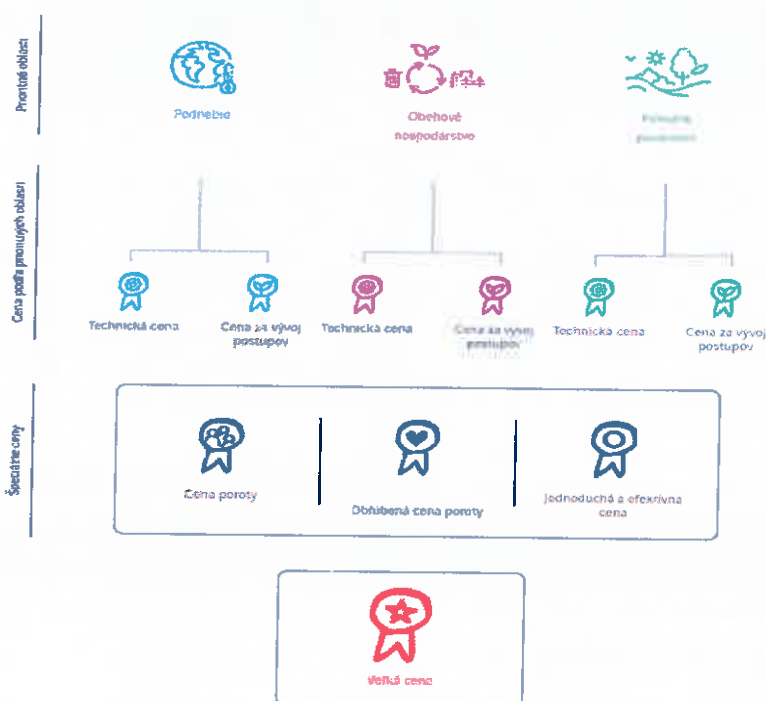 Prioritné oblasti
Podnebie
Obehové
hospodárstvo
Cena podľa prioritných oblastí
Technická cena
Cena za vývoj
postupov
Technická cena
Cena za vývoj
postupov
Technická cena
Cena za vývoj
postupov
Špeciálne ceny
Cena poroty
Obľúbená cena poroty
Jednoduchá a efektívna
cena
Veľká cena